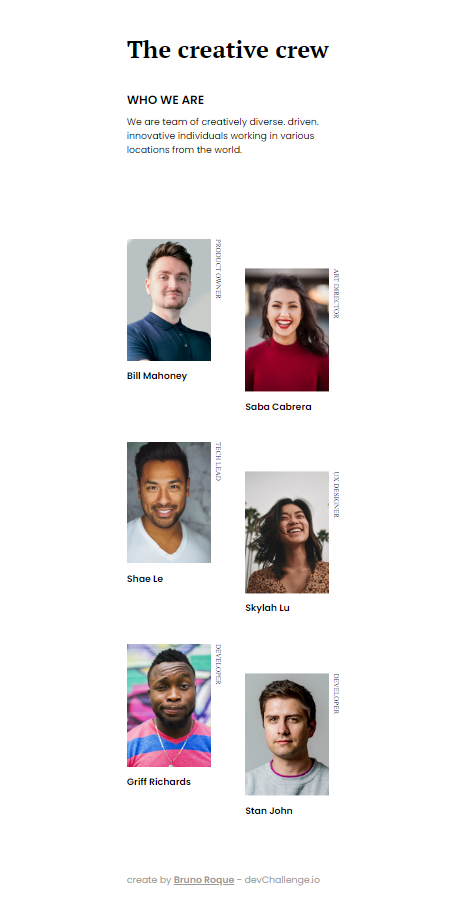 The creative crew
WHO WE ARE
We are team of creatively diverse. driven.
innovative individuals working in various
locations from the world.
PRODUCT OWNER
Bill Mahoney
ART DIRECTOR
Saba Cabrera
TECH LEAD
Shae Le
UX DESIGNER
Skylah Lu
DEVELOPER
Griff Richards
DEVELOPER
Stan John
create by Bruno Roque - devChallenge.io